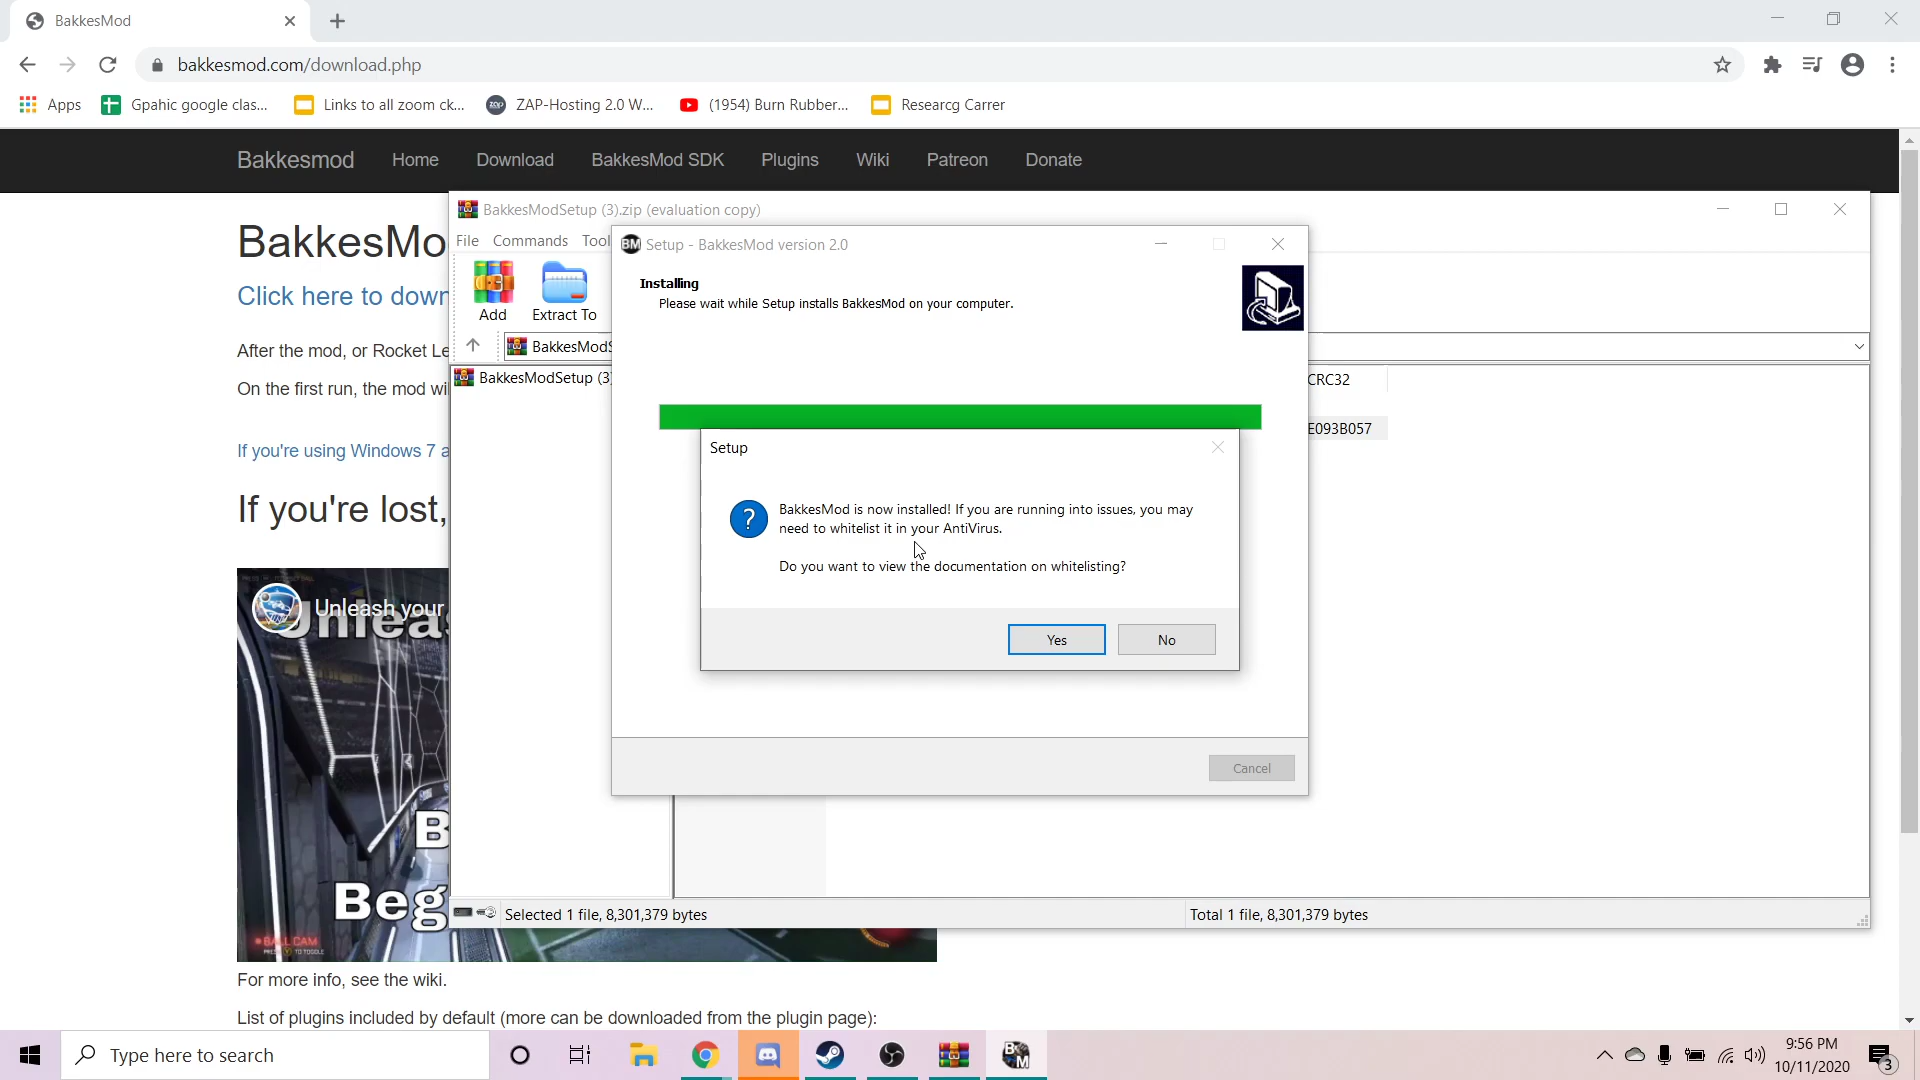 BakkesMod
bakkesmod.com/download.php
Apps
Gpahic google clas...
Links to all zoom ck...
ZAP-Hosting 2.0 W...
(1954) Burn Rubber...
Researcg Carrer
Bakkesmod
Home
Download
BakkesMod SDK
Plugins
Wiki
Patreon
Donate
BakkesMo
Click here to down
After the mod, or Rocket Le
On the first run, the mod wi
If you're using Windows 7 a
If you're lost,
BakkesModSetup (3).zip (evaluation copy)
File
Commands
Tool
Add
Extract To
BakkesModS
BakkesModSetup (3)
CRC32
E093B057
BM
Setup - BakkesMod version 2.0
Installing
Please wait while Setup installs BakkesMod on your computer.
Setup
BakkesMod is now installed! If you are running into issues, you may
need to whitelist it in your AntiVirus.
Do you want to view the documentation on whitelisting?
Yes
No
Cancel
Unleash your
Unleas
B
Beg
BALL CAM
Selected 1 file, 8,301,379 bytes
Total 1 file, 8,301,379 bytes
For more info, see the wiki.
List of plugins included by default (more can be downloaded from the plugin page):
Type here to search
9:56 PM
10/11/2020
3